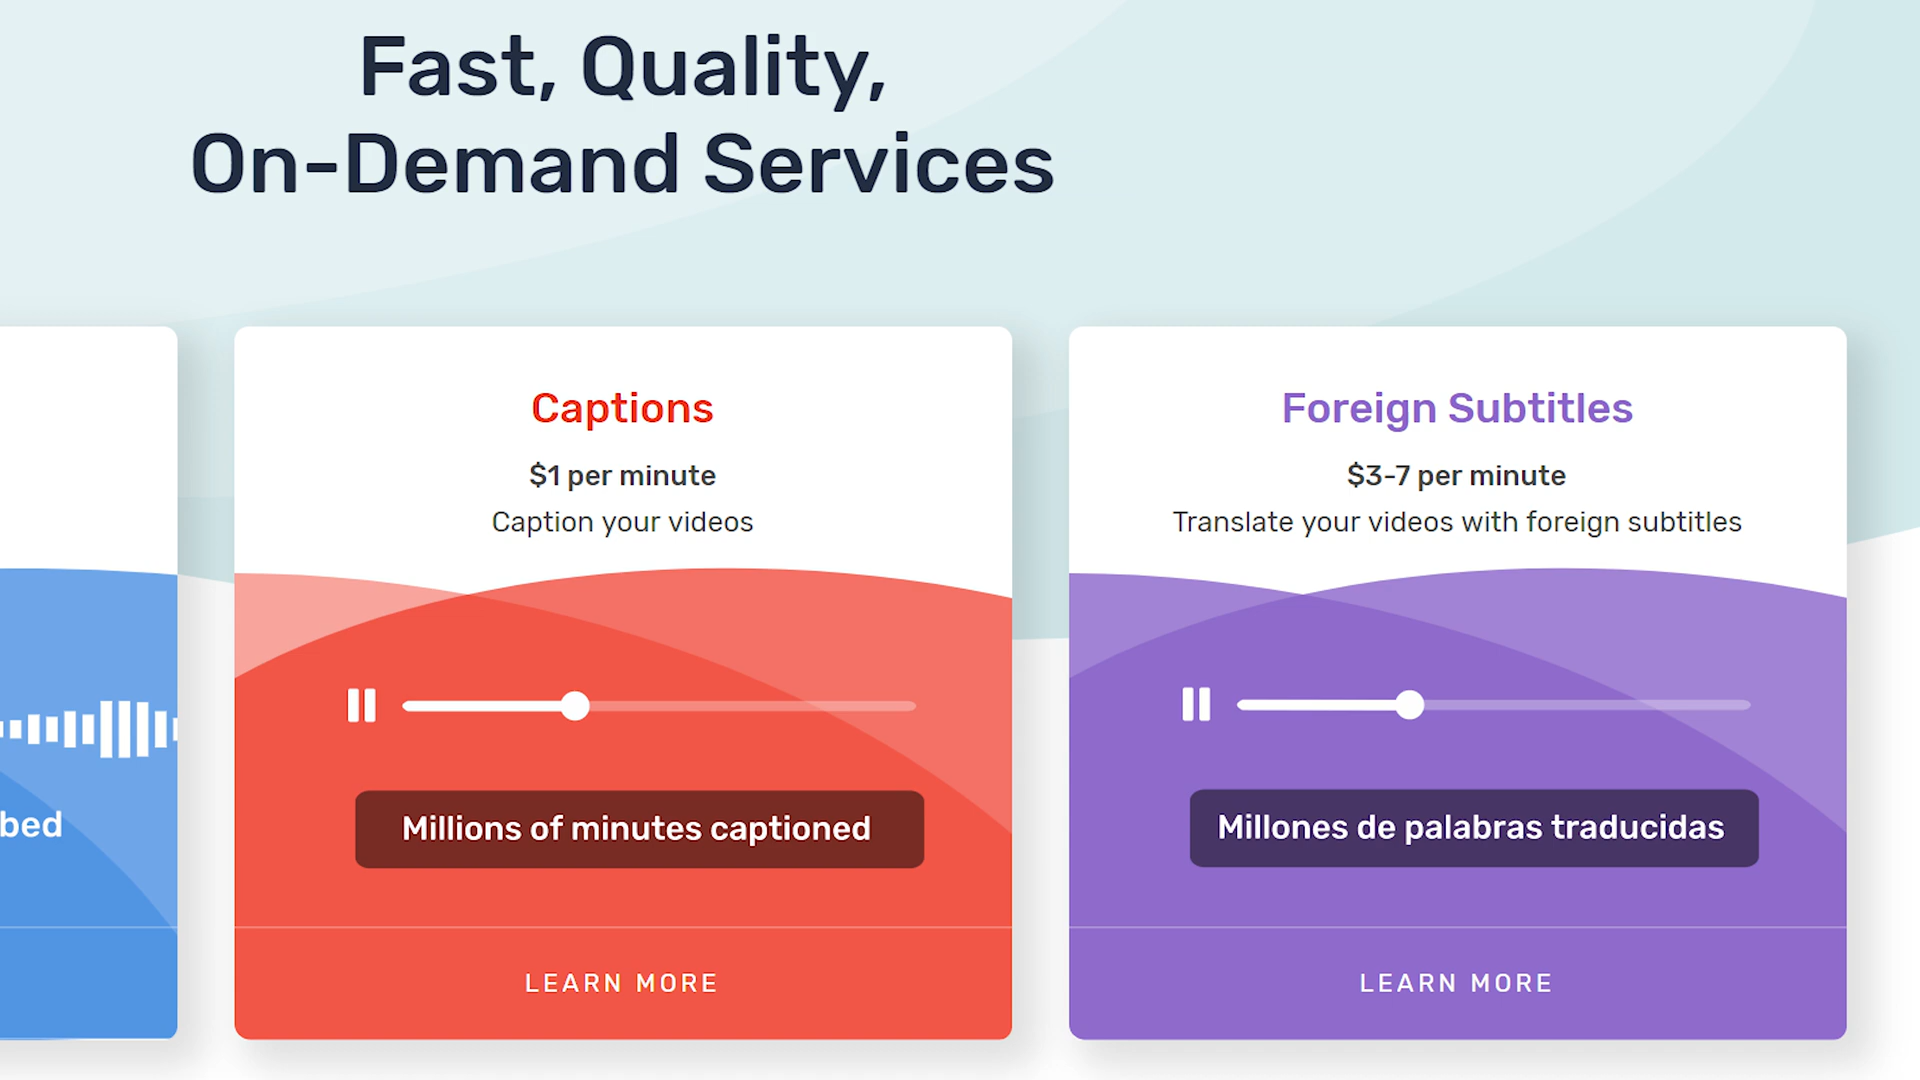 Fast, Quality,
On-Demand Services
Captions
$1 per minute
Caption your videos
Millions of minutes captioned
LEARN MORE
Foreign Subtitles
$3-7 per minute
Translate your videos with foreign subtitles
Millones de palabras traducidas
LEARN MORE